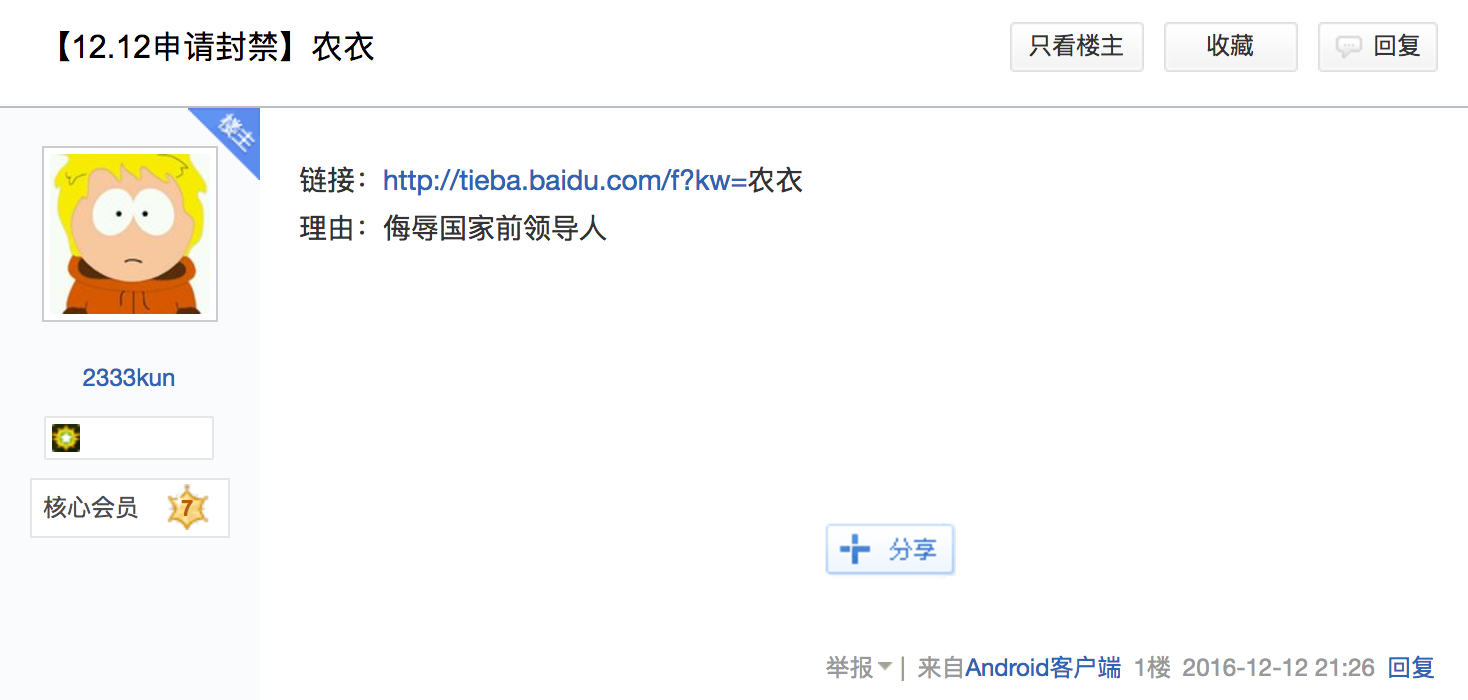 【12.12申请封禁】农衣
只看楼主
收藏
回复
楼主
链接：http://tieba.baidu.com/f?kw=农衣
理由：侮辱国家前领导人
2333kun
核心会员 7
分享
举报 | 来自Android客户端 1楼 2016-12-12 21:26 回复